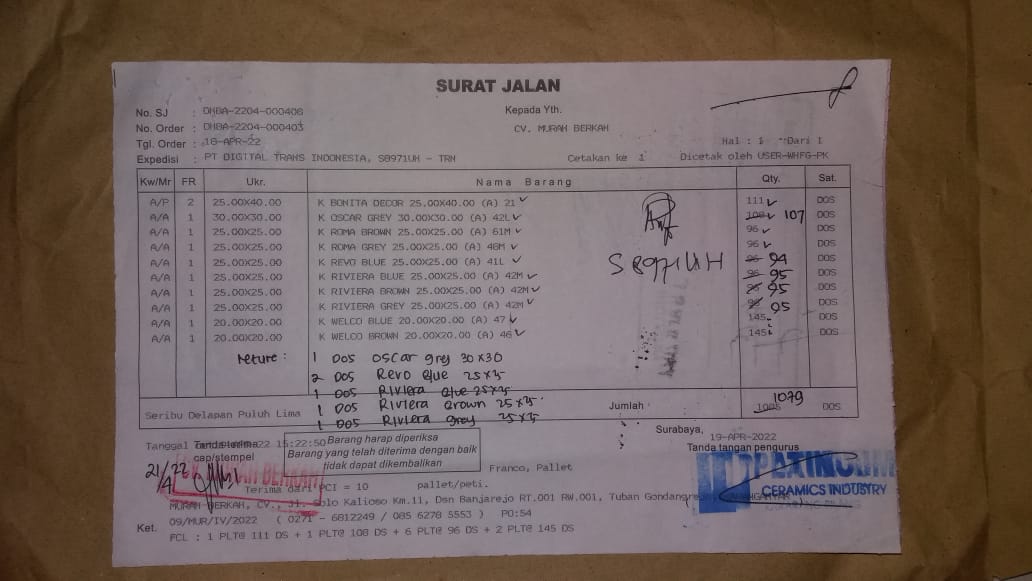 SURAT JALAN
No. SJ : DHBA-2204-000406
Kepada Yth.
No. Order : DHBA-2204-000403
CV. MURAH BERKAH
Tgl. Order : 18-APR-22
Hal : 1 Dari 1
Expedisi : PT DIGITAL TRANS INDONESIA, S8971UH - TRN
Cetakan ke 1 Dicetak oleh USER-WHFG-PK
Kw/Mr FR Ukr. Nama Barang Qty. Sat.
A/P 2 25.00X40.00 K BONITA DECOR 25.00X40.00 (A) 21 111 DOS
A/A 1 30.00X30.00 K OSCAR GREY 30.00X30.00 (A) 42L 108 107 DOS
A/A 1 25.00X25.00 K ROMA BROWN 25.00X25.00 (A) 61M 96 DOS
A/A 1 25.00X25.00 K ROMA GREY 25.00X25.00 (A) 48M 96 DOS
A/A 1 25.00X25.00 K REVO BLUE 25.00X25.00 (A) 41L 96 94 DOS
A/A 1 25.00X25.00 K RIVIERA BLUE 25.00X25.00 (A) 42M 96 95 DOS
A/A 1 25.00X25.00 K RIVIERA BROWN 25.00X25.00 (A) 42M 96 95 DOS
A/A 1 25.00X25.00 K RIVIERA GREY 25.00X25.00 (A) 42M 96 95 DOS
A/A 1 20.00X20.00 K WELCO BLUE 20.00X20.00 (A) 47 145 DOS
A/A 1 20.00X20.00 K WELCO BROWN 20.00X20.00 (A) 46 145 DOS
S 8971 UH
reture : 1 DOS OSCAR grey 30x30
2 DOS Revo Blue 25x25
1 DOS Riviera Blue 25x25
1 DOS Riviera Brown 25x25
1 DOS Riviera grey 25x25
Seribu Delapan Puluh Lima
Jumlah 1085 1079 DOS
Surabaya, 19-APR-2022
Tanggal 22 15:22:50
Tanda terima
cap/stempel
Barang harap diperiksa
Barang yang telah diterima dengan baik
tidak dapat dikembalikan
Tanda tangan pengurus
21/4 22
Franco, Pallet
PLATINUM
CERAMICS INDUSTRY
Terima dari PCI = 10 pallet/peti.
MURAH BERKAH, CV., Jl. Solo Kalioso Km.11, Dsn Banjarejo RT.001 RW.001, Tuban Gondangrejo
09/MUR/IV/2022 ( 0271 - 6812249 / 085 6278 5553 ) PO:54
Ket. FCL : 1 PLT@ 111 DS + 1 PLT@ 108 DS + 6 PLT@ 96 DS + 2 PLT@ 145 DS